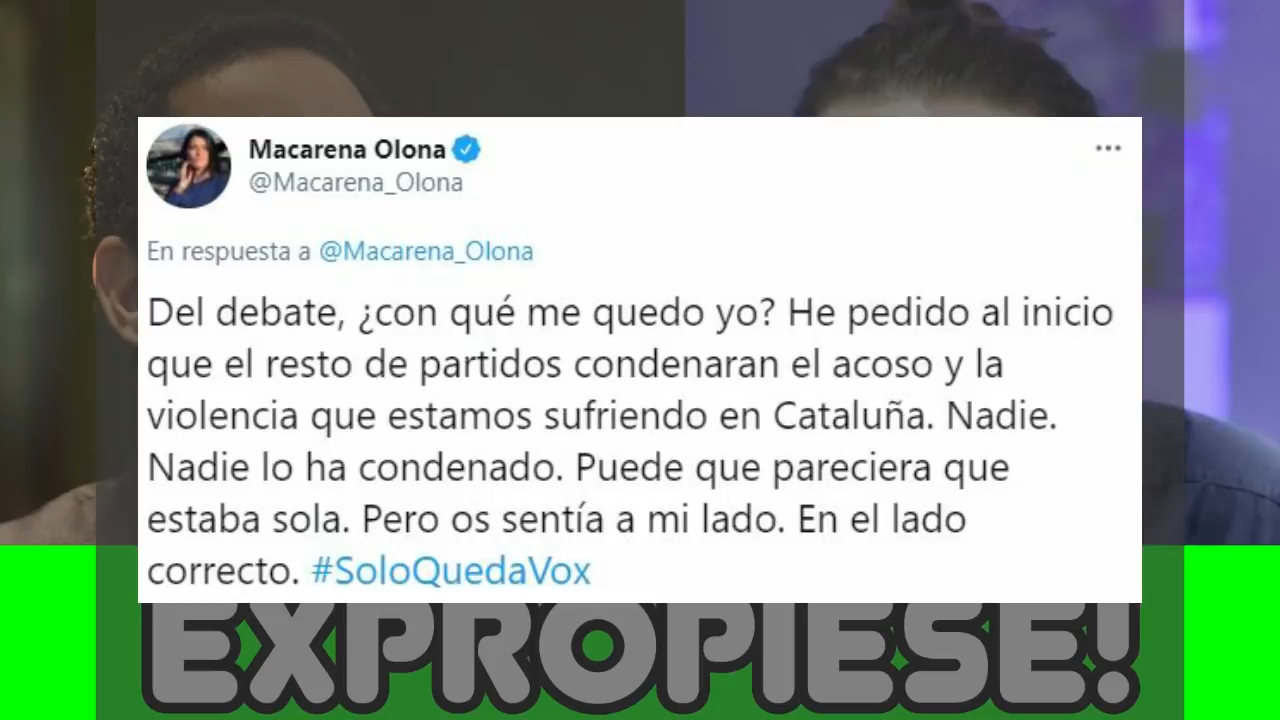 Macarena Olona
@Macarena_Olona
En respuesta a @Macarena_Olona
Del debate, ¿con qué me quedo yo? He pedido al inicio
que el resto de partidos condenaran el acoso y la
violencia que estamos sufriendo en Cataluña. Nadie.
Nadie lo ha condenado. Puede que pareciera que
estaba sola. Pero os sentía a mi lado. En el lado
correcto. #SoloQuedaVox
EXPROPIESE!